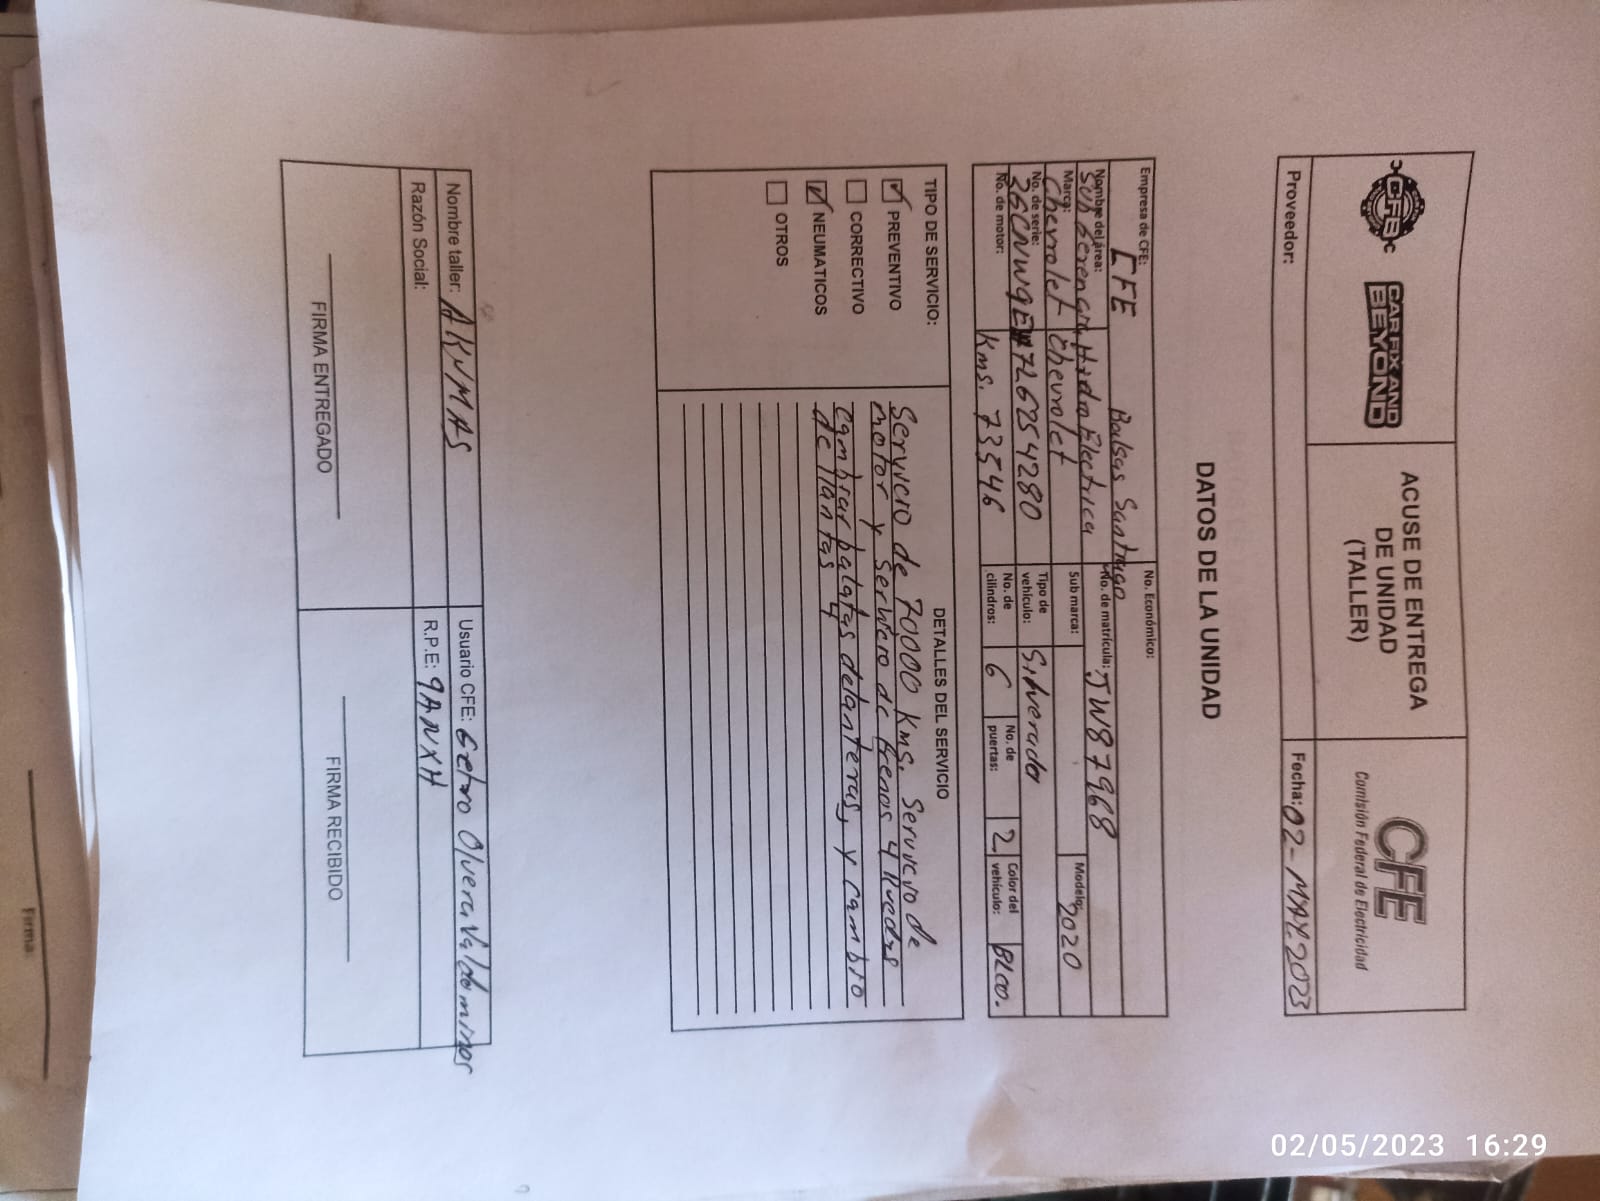 CFB
CAR FIX AND
BEYOND
ACUSE DE ENTREGA
DE UNIDAD
(TALLER)
CFE
Comisión Federal de Electricidad
Proveedor:
Fecha: 02-MAY-2023
DATOS DE LA UNIDAD
Empresa de CFE: CFE Balsas Santiago
No. Económico:
Nombre del área: Sub Gerencia HidroElectrica
No. de matrícula: JW87968
Marca: Chevrolet Chevrolet
Sub marca:
Modelo: 2020
No. de serie:
Tipo de vehículo: Silverado
No. de motor: Kms. 73546
No. de cilindros: 6
No. de puertas: 2
Color del vehículo: BLCO.
TIPO DE SERVICIO:
PREVENTIVO
CORRECTIVO
NEUMATICOS
OTROS
DETALLES DEL SERVICIO
Servicio de 70000 Kms. Servicio de
motor y servicio de frenos 4 ruedas
cambiar balatas delanteras, y cambio
de llantas 4
Nombre taller: AKUMAS
Usuario CFE: Getro Olvera Valdominos
Razón Social:
R.P.E: 9ANXH
FIRMA ENTREGADO
FIRMA RECIBIDO
Firma:
02/05/2023 16:29